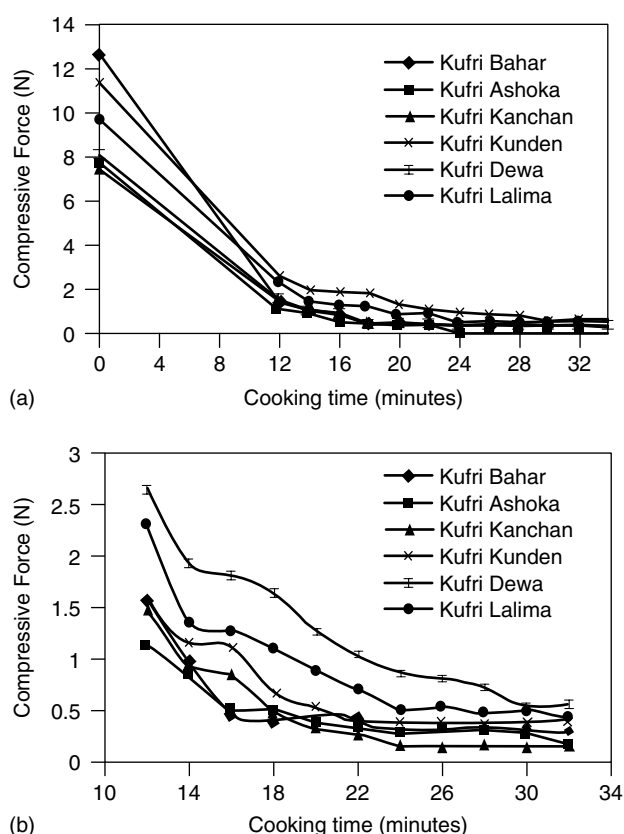 14
12
10
8
6
4
2
0
Compressive Force (N)
Kufri Bahar
Kufri Ashoka
Kufri Kanchan
Kufri Kunden
Kufri Dewa
Kufri Lalima
0 4 8 12 16 20 24 28 32
(a) Cooking time (minutes)
3
2.5
2
1.5
1
0.5
0
Compressive Force (N)
Kufri Bahar
Kufri Ashoka
Kufri Kanchan
Kufri Kunden
Kufri Dewa
Kufri Lalima
10 14 18 22 26 30 34
(b) Cooking time (minutes)